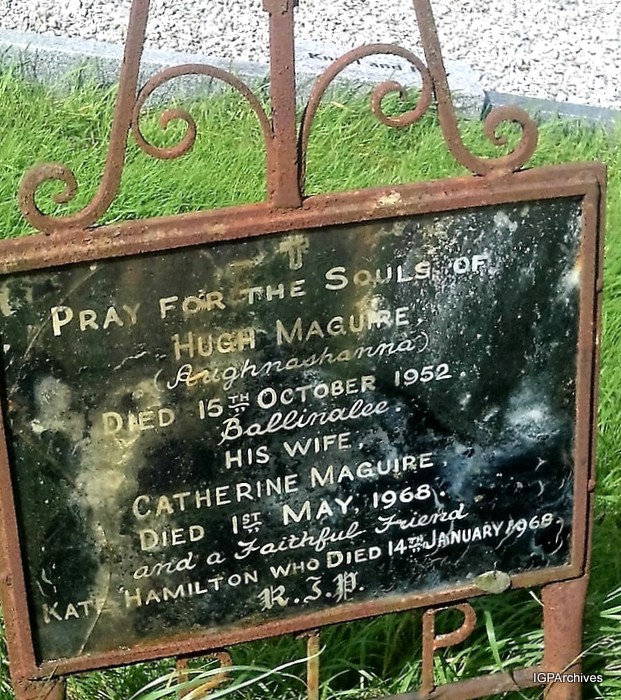 PRAY FOR THE SOULS OF
HUGH MAGUIRE
(Aughnashanna)
DIED 15TH OCTOBER 1952.
Ballinalee.
HIS WIFE.
CATHERINE MAGUIRE.
DIED 1ST MAY, 1968.
and a Faithful Friend
KATE HAMILTON WHO DIED 14TH JANUARY, 1968.
R.I.P.
IGPArchives